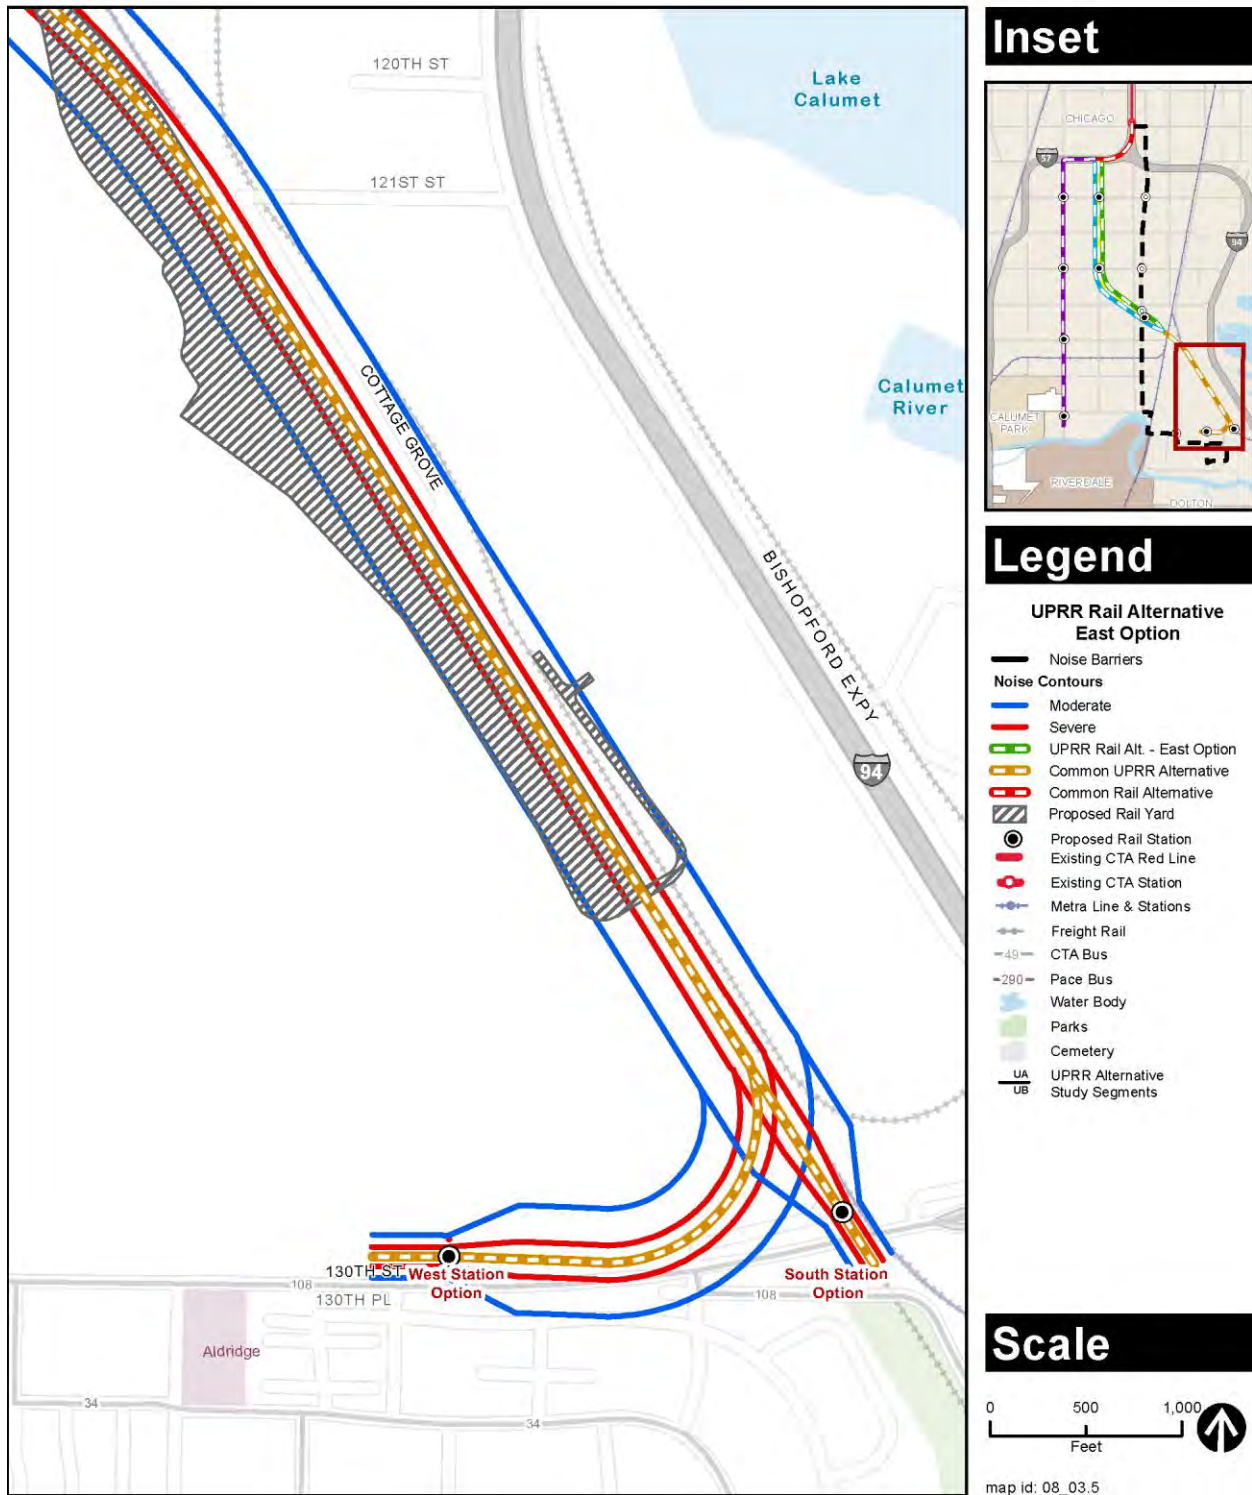 120TH ST
Lake
Calumet
121ST ST
COTTAGE GROVE
Calumet
River
BISHOPFORD EXPY
94
130TH ST
West Station
Option
South Station
Option
108
130TH PL
108
Aldridge
34
34
Inset
CHICAGO
57
94
CALUMET
PARK
RIVERDALE
DOLTON
Legend
UPRR Rail Alternative
East Option
Noise Barriers
Noise Contours
Moderate
Severe
UPRR Rail Alt. - East Option
Common UPRR Alternative
Common Rail Alternative
Proposed Rail Yard
Proposed Rail Station
Existing CTA Red Line
Existing CTA Station
Metra Line & Stations
Freight Rail
49 CTA Bus
290 Pace Bus
Water Body
Parks
Cemetery
UA UPRR Alternative
UB Study Segments
Scale
0 500 1,000
Feet
map id: 08_03.5